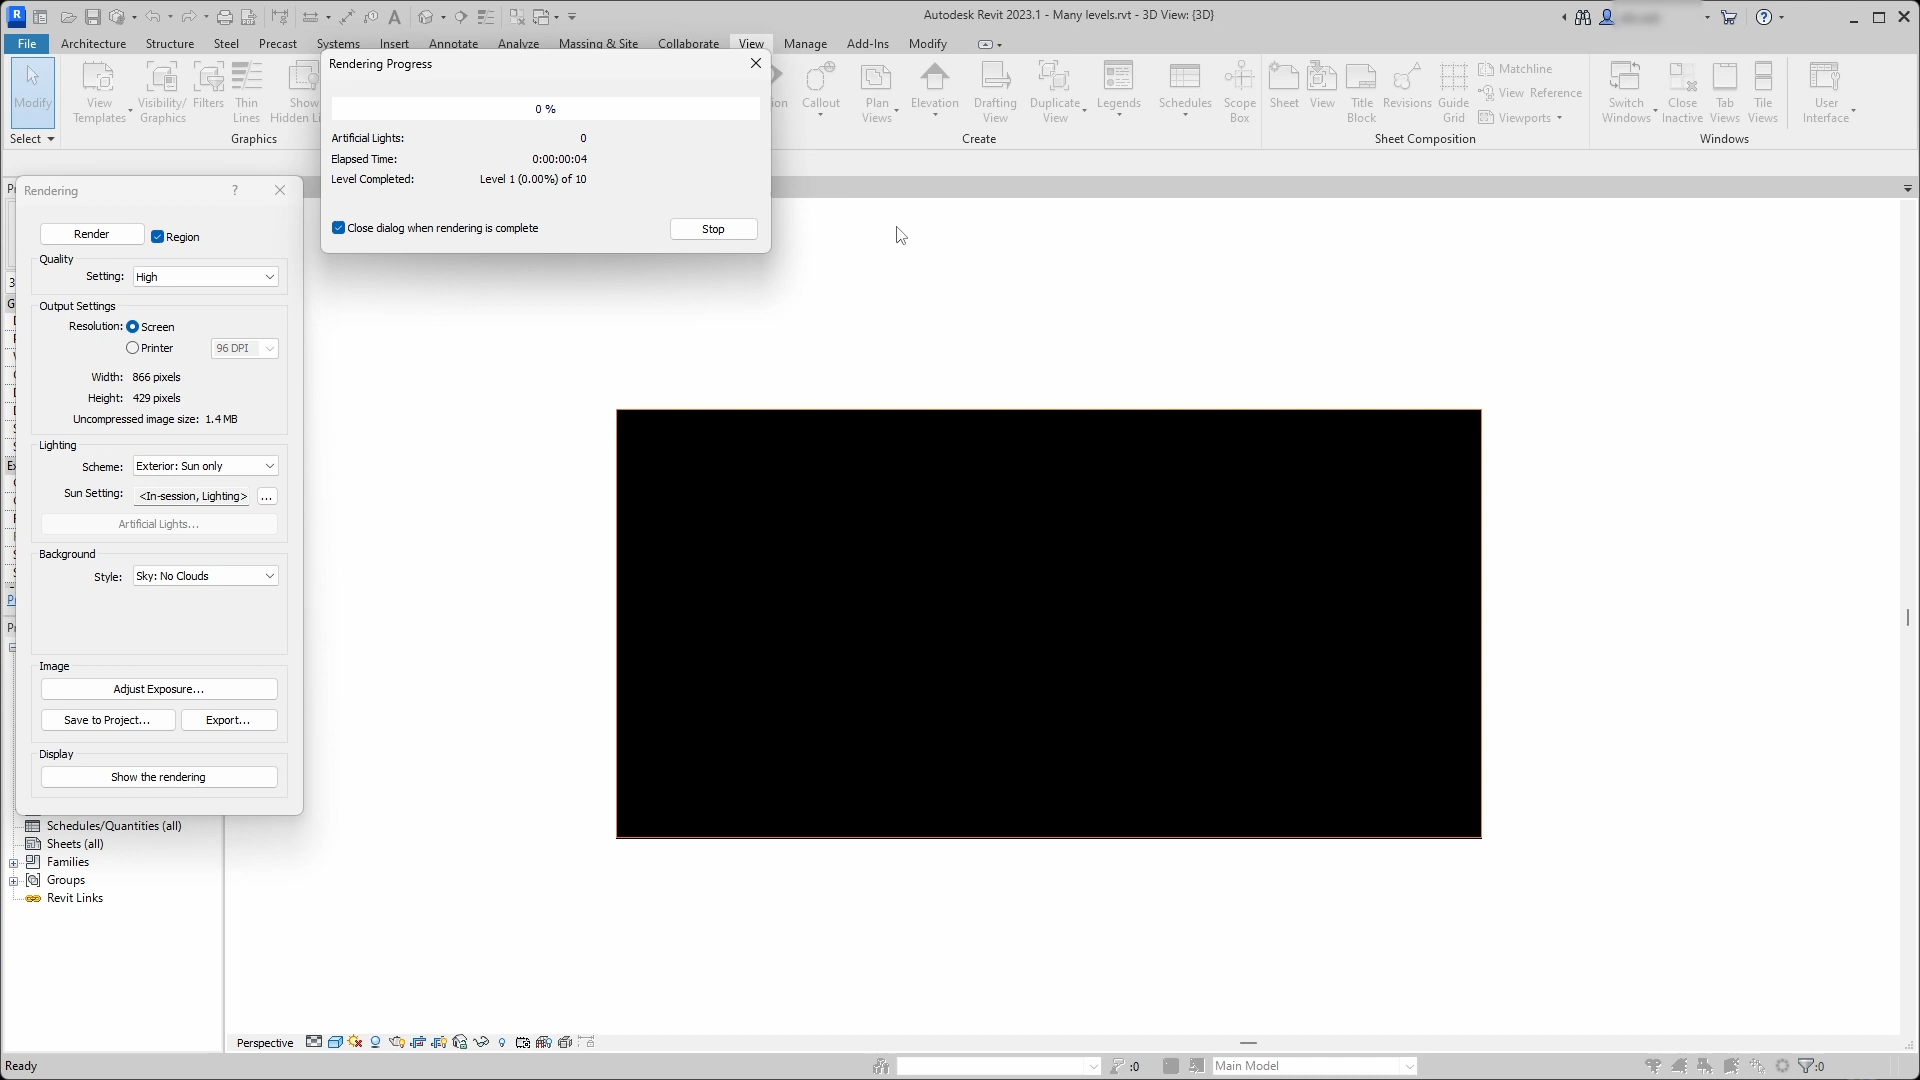 Autodesk Revit 2023.1 - Many levels.rvt - 3D View: {3D}
File Architecture Structure Steel Precast Systems Insert Annotate Analyze Massing & Site Collaborate View Manage Add-Ins Modify
Modify
View Templates
Visibility/ Graphics
Filters
Thin Lines
Show Hidden
Callout
Plan Views
Elevation
Drafting View
Duplicate View
Legends
Schedules
Scope Box
Sheet
View
Title Block
Revisions
Guide Grid
Matchline
View Reference
Viewports
Switch Windows
Close Inactive
Tab Views
Tile Views
User Interface
Select Graphics Create Sheet Composition Windows
Rendering Progress
0 %
Artificial Lights: 0
Elapsed Time: 0:00:00:04
Level Completed: Level 1 (0.00%) of 10
Close dialog when rendering is complete Stop
Rendering ?
Render Region
Quality
Setting: High
Output Settings
Resolution: Screen
Printer 96 DPI
Width: 866 pixels
Height: 429 pixels
Uncompressed image size: 1.4 MB
Lighting
Scheme: Exterior: Sun only
Sun Setting: <In-session, Lighting> ...
Artificial Lights...
Background
Style: Sky: No Clouds
Image
Adjust Exposure...
Save to Project... Export...
Display
Show the rendering
Schedules/Quantities (all)
Sheets (all)
Families
Groups
Revit Links
Perspective
Ready :0 Main Model :0